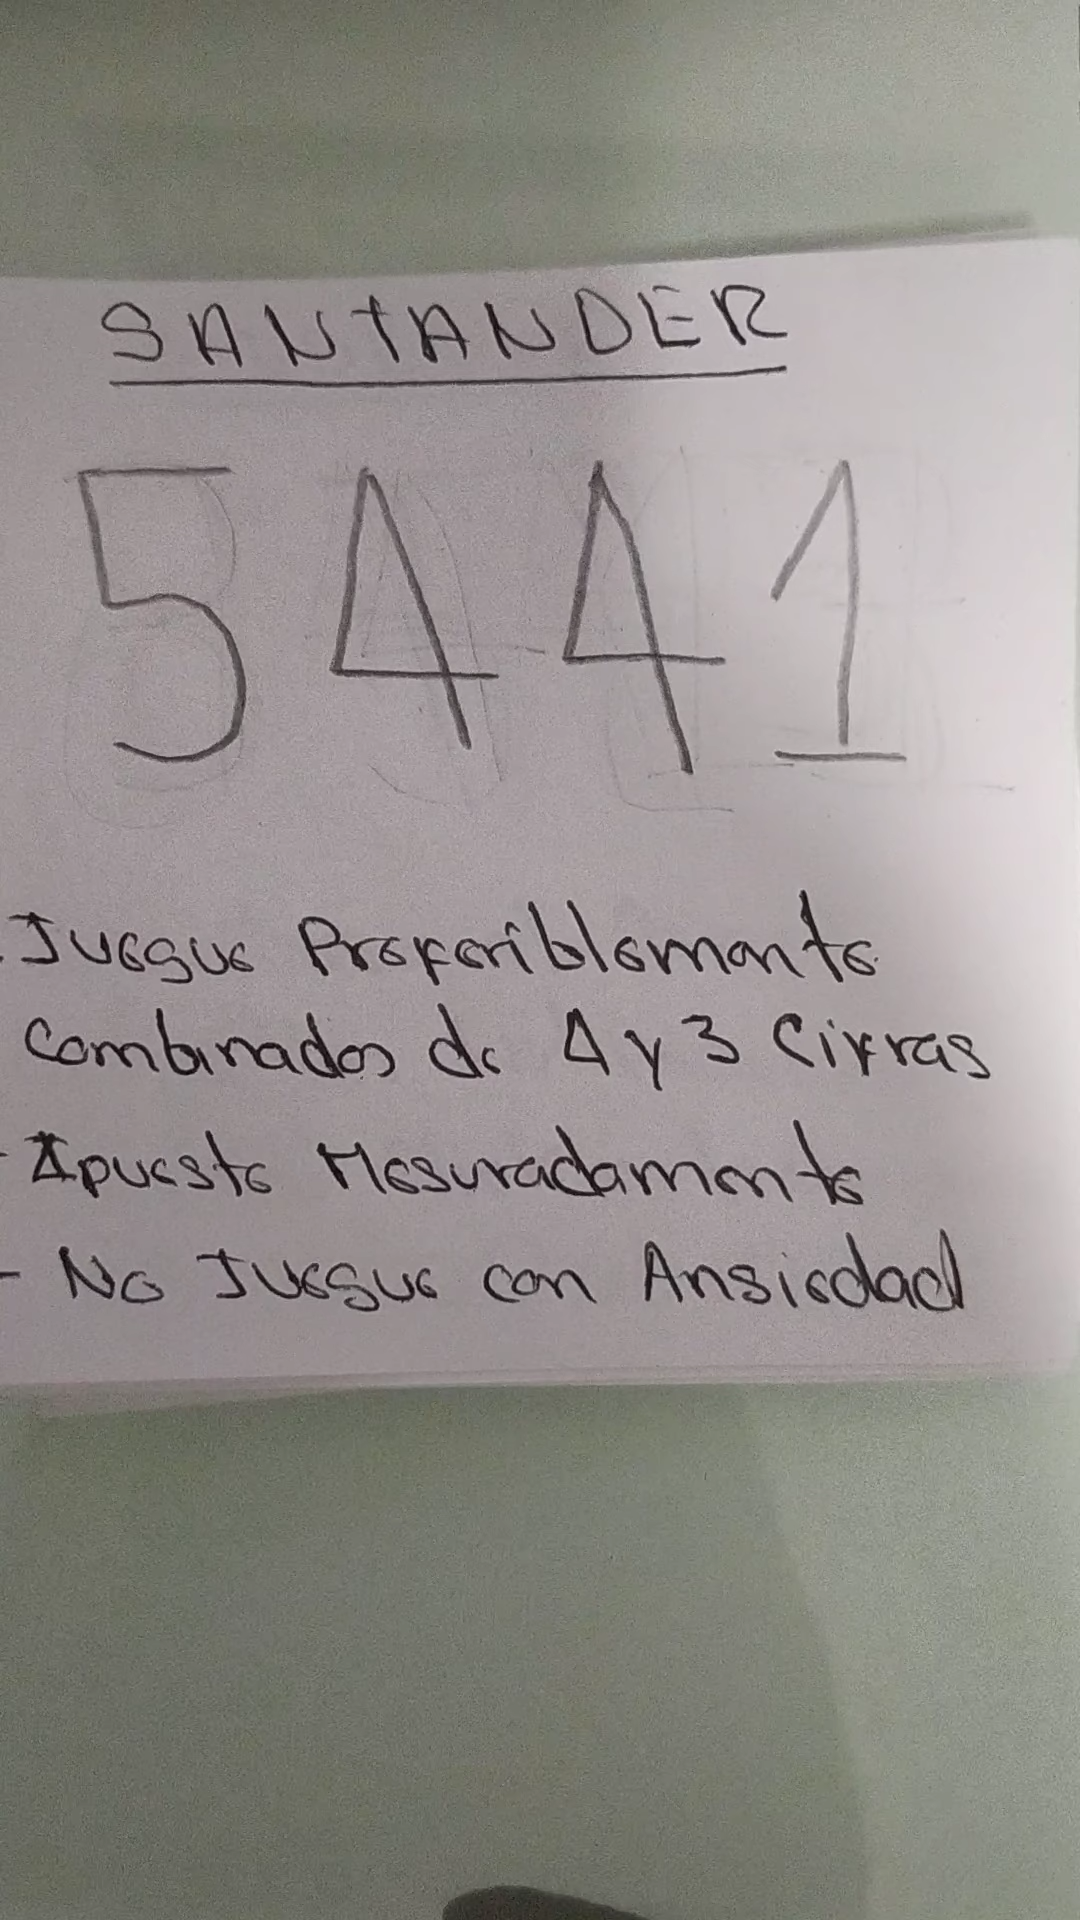 SANTANDER
5441
Juegue Preferiblemente
Combinados de 4 y 3 Cifras
- Apueste Mesuradamente
- No Juegue con Ansiedad